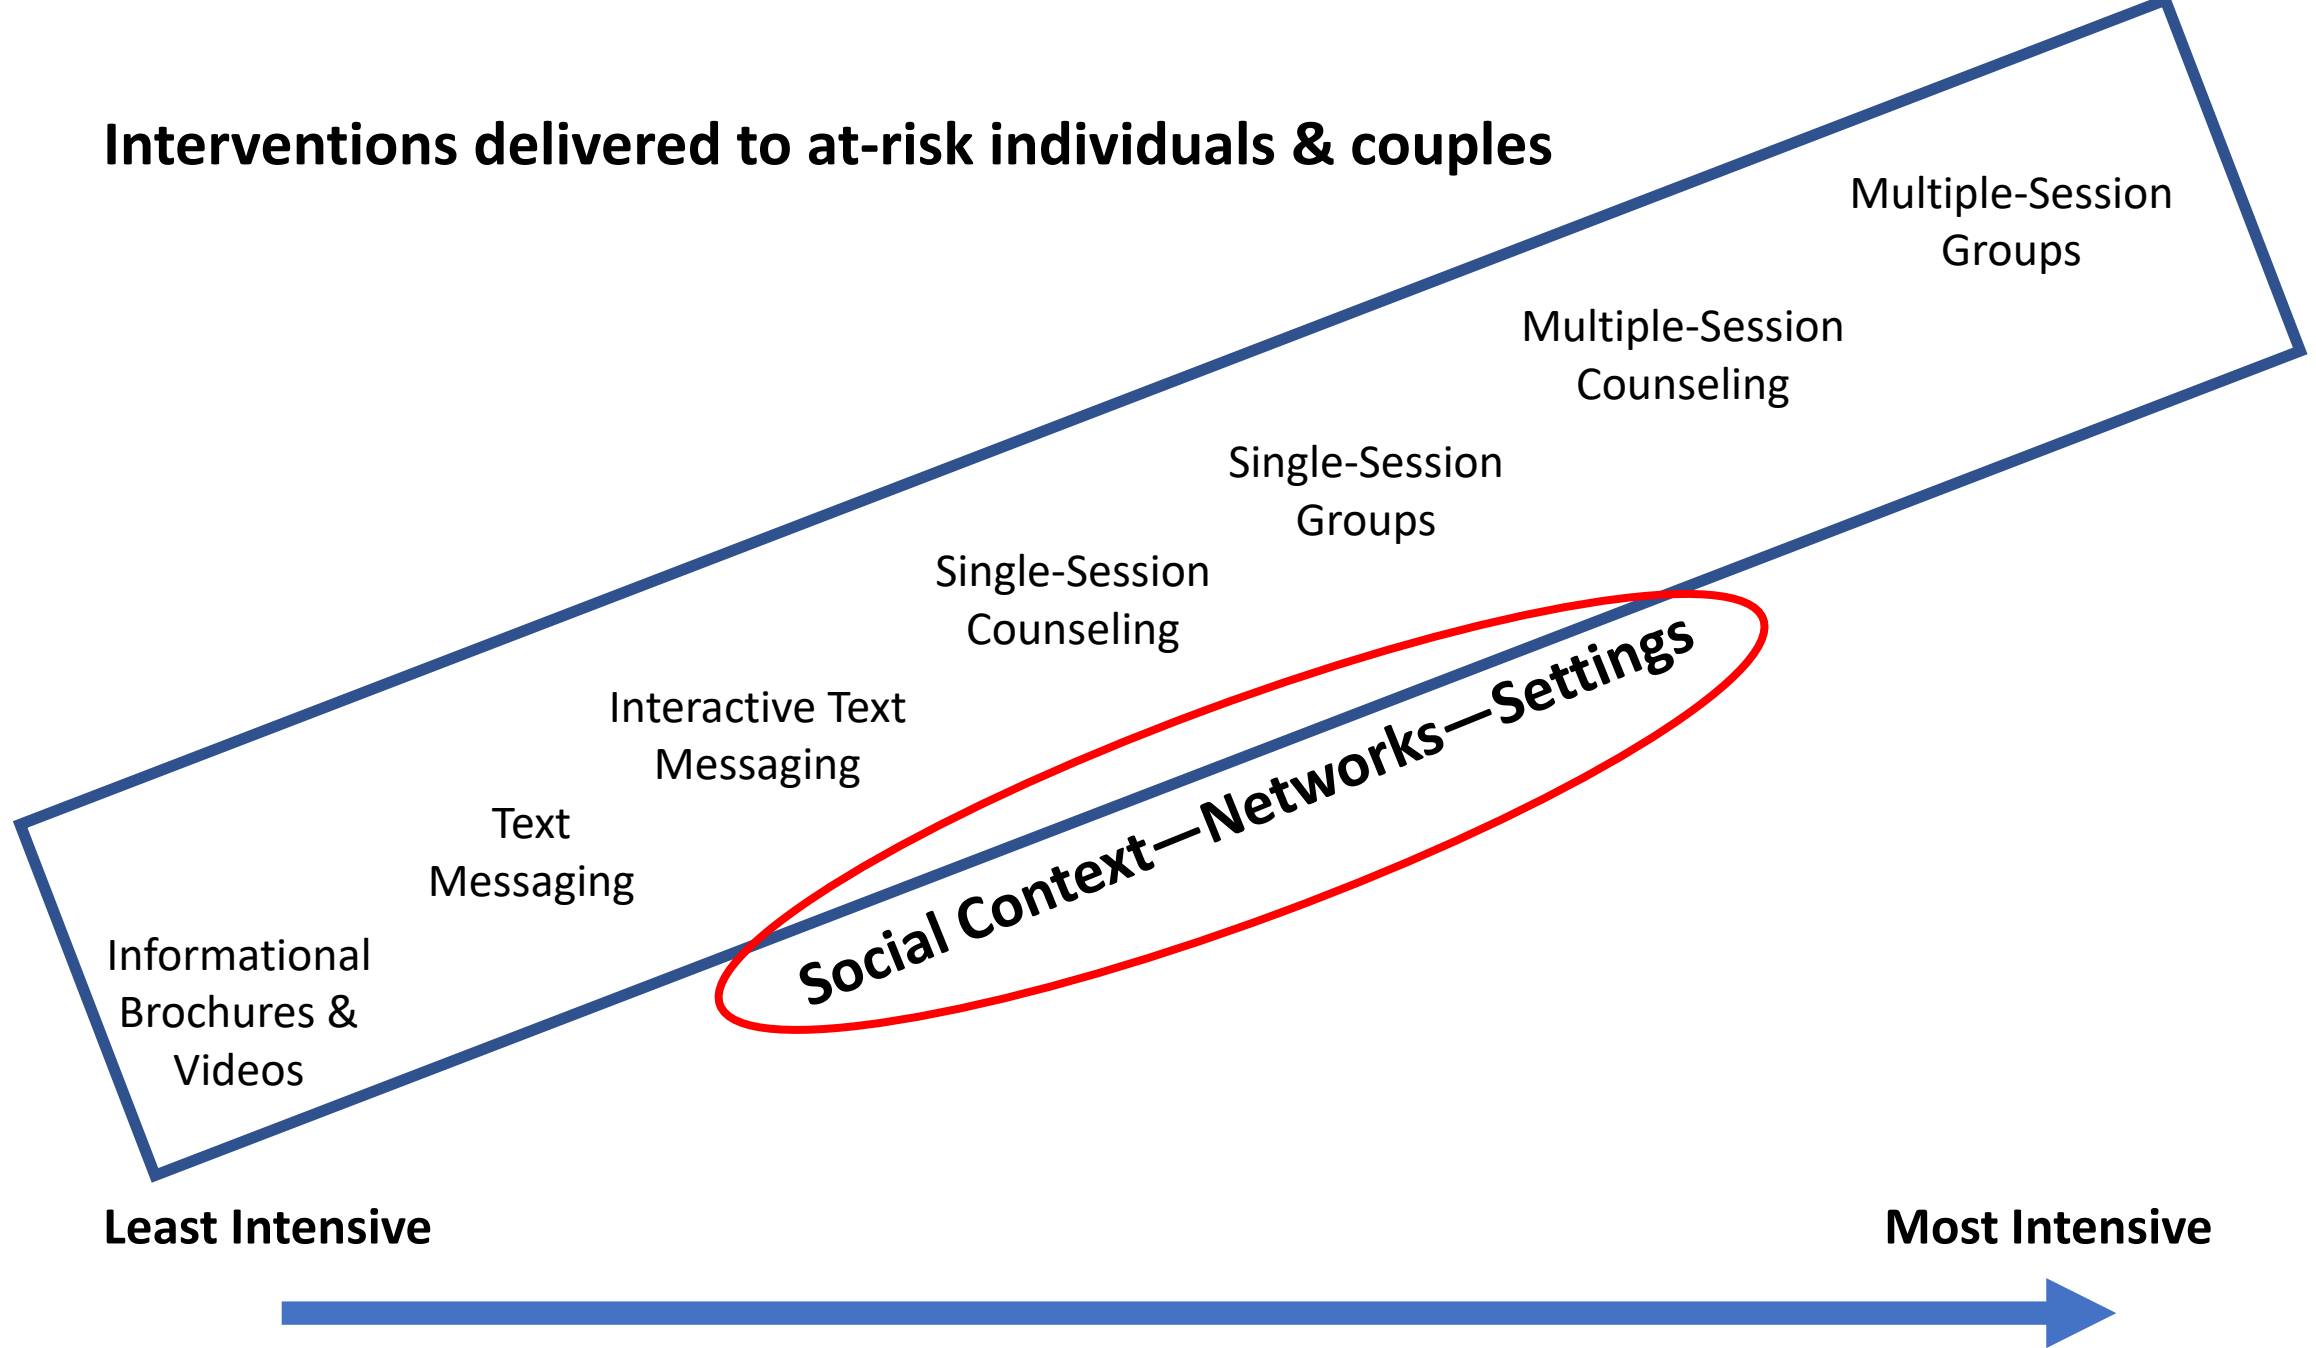 Interventions delivered to at-risk individuals & couples
Multiple-Session
Groups
Multiple-Session
Counseling
Single-Session
Groups
Single-Session
Counseling
Interactive Text
Messaging
Text
Messaging
Informational
Brochures &
Videos
Social Context—Networks—Settings
Least Intensive
Most Intensive